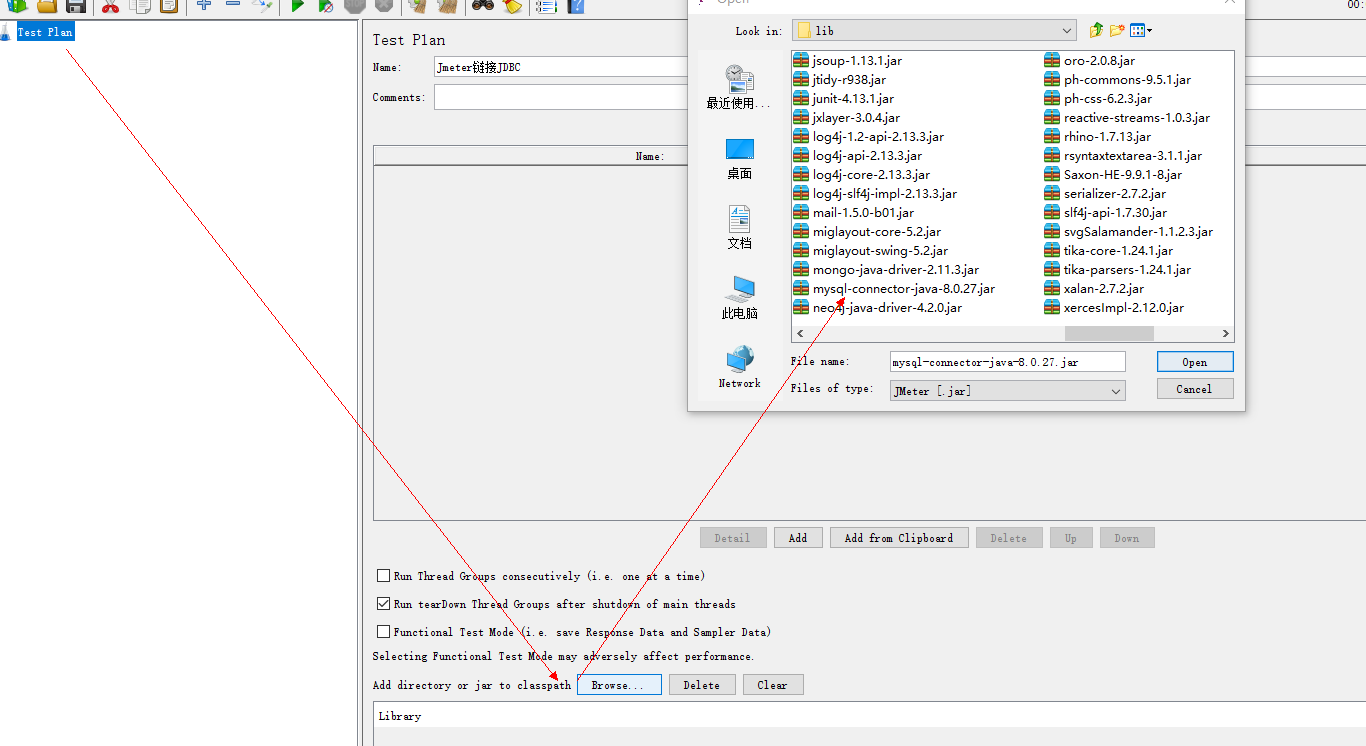 Open
00:
Test Plan
Test Plan
Name:
Jmeter链接JDBC
Comments:
Name:
Look in:
lib
最近使用...
桌面
文档
此电脑
Network
jsoup-1.13.1.jar
jtidy-r938.jar
junit-4.13.1.jar
jxlayer-3.0.4.jar
log4j-1.2-api-2.13.3.jar
log4j-api-2.13.3.jar
log4j-core-2.13.3.jar
log4j-slf4j-impl-2.13.3.jar
mail-1.5.0-b01.jar
miglayout-core-5.2.jar
miglayout-swing-5.2.jar
mongo-java-driver-2.11.3.jar
mysql-connector-java-8.0.27.jar
neo4j-java-driver-4.2.0.jar
oro-2.0.8.jar
ph-commons-9.5.1.jar
ph-css-6.2.3.jar
reactive-streams-1.0.3.jar
rhino-1.7.13.jar
rsyntaxtextarea-3.1.1.jar
Saxon-HE-9.9.1-8.jar
serializer-2.7.2.jar
slf4j-api-1.7.30.jar
svgSalamander-1.1.2.3.jar
tika-core-1.24.1.jar
tika-parsers-1.24.1.jar
xalan-2.7.2.jar
xercesImpl-2.12.0.jar
File name:
mysql-connector-java-8.0.27.jar
Open
Files of type:
JMeter [.jar]
Cancel
Detail
Add
Add from Clipboard
Delete
Up
Down
Run Thread Groups consecutively (i.e. one at a time)
Run tearDown Thread Groups after shutdown of main threads
Functional Test Mode (i.e. save Response Data and Sampler Data)
Selecting Functional Test Mode may adversely affect performance.
Add directory or jar to classpath
Browse...
Delete
Clear
Library